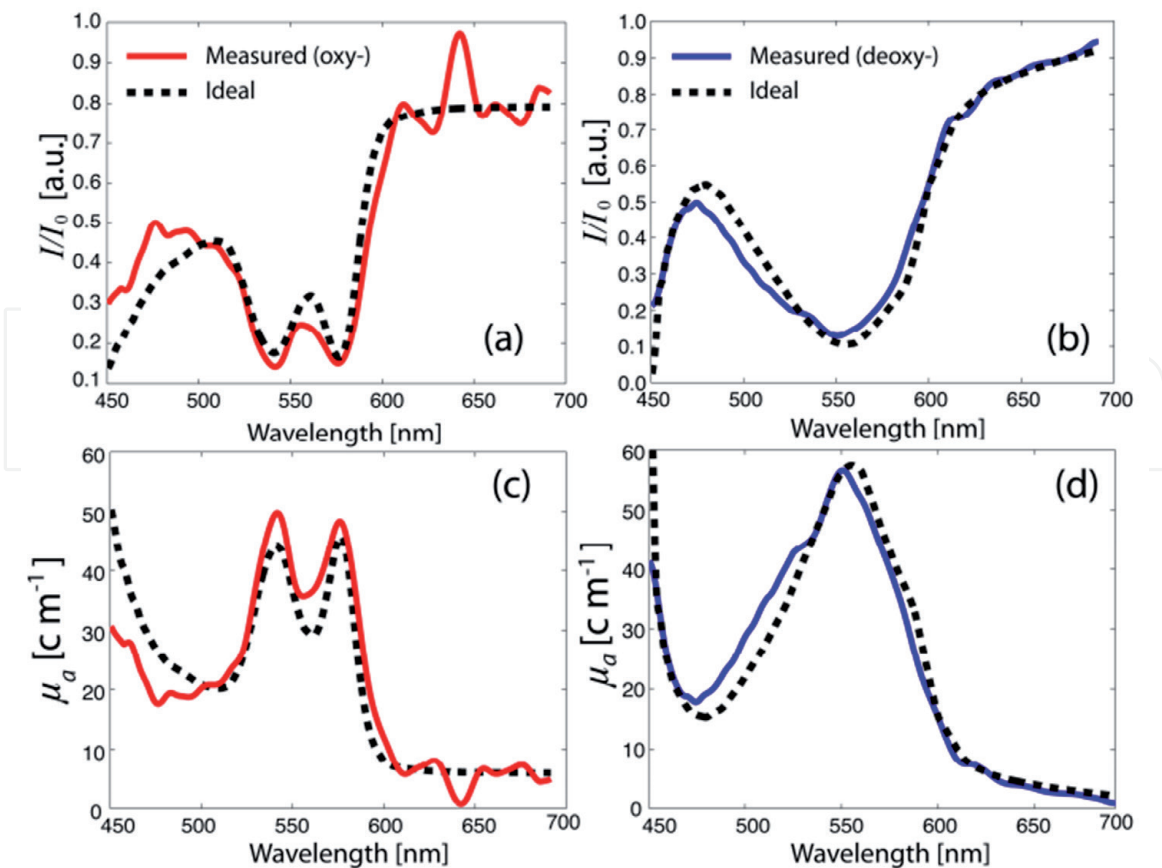 1.0
0.9
0.8
0.7
0.6
0.5
0.4
0.3
0.2
0.1
I/I0 [a.u.]
Measured (oxy-)
Ideal
(a)
450 500 550 600 650 700
Wavelength [nm]
1.0
0.9
0.8
0.7
0.6
0.5
0.4
0.3
0.2
0.1
0.0
I/I0 [a.u.]
Measured (deoxy-)
Ideal
(b)
450 500 550 600 650 700
Wavelength [nm]
60
50
40
30
20
10
0
μa [c m-1]
(c)
450 500 550 600 650 700
Wavelength [nm]
60
50
40
30
20
10
0
μa [c m-1]
(d)
450 500 550 600 650 700
Wavelength [nm]